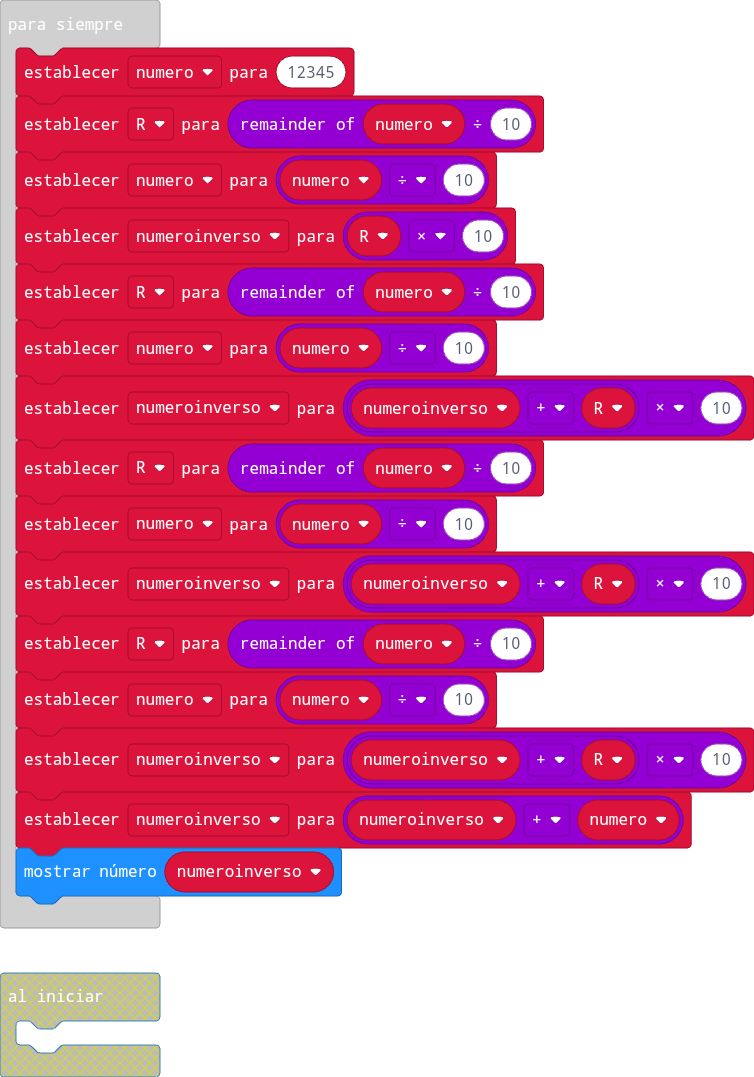 para siempre
establecer numero para 12345
establecer R para remainder of numero ÷ 10
establecer numero para numero ÷ 10
establecer numeroinverso para R × 10
establecer R para remainder of numero ÷ 10
establecer numero para numero ÷ 10
establecer numeroinverso para numeroinverso + R × 10
establecer R para remainder of numero ÷ 10
establecer numero para numero ÷ 10
establecer numeroinverso para numeroinverso + R × 10
establecer R para remainder of numero ÷ 10
establecer numero para numero ÷ 10
establecer numeroinverso para numeroinverso + R × 10
establecer numeroinverso para numeroinverso + numero
mostrar número numeroinverso
al iniciar